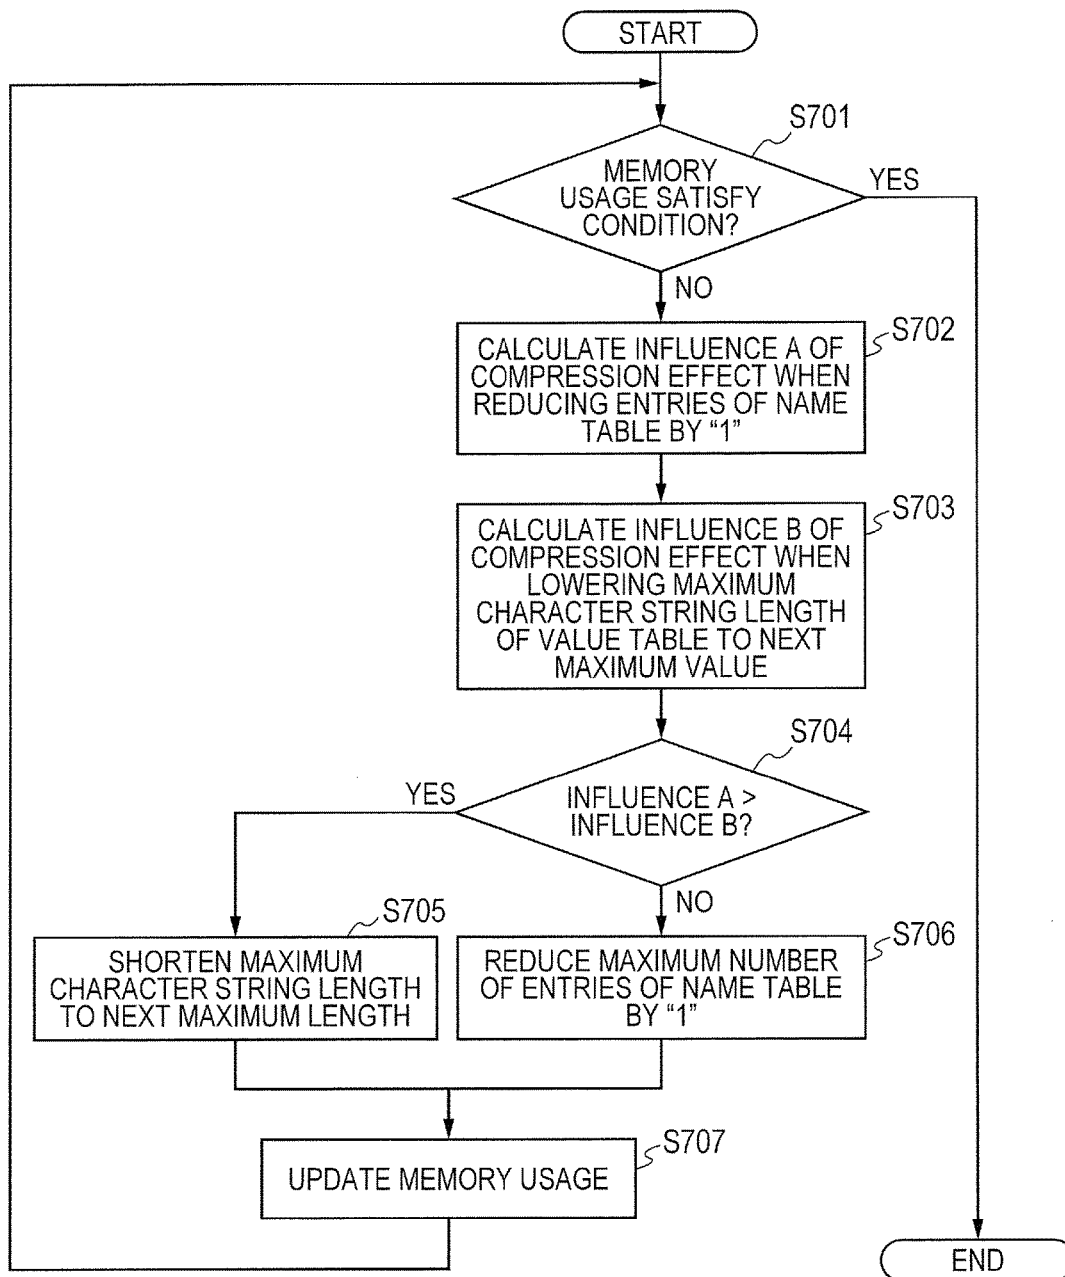 START
S701
MEMORY
USAGE SATISFY
CONDITION?
YES
NO
S702
CALCULATE INFLUENCE A OF
COMPRESSION EFFECT WHEN
REDUCING ENTRIES OF NAME
TABLE BY “1”
S703
CALCULATE INFLUENCE B OF
COMPRESSION EFFECT WHEN
LOWERING MAXIMUM
CHARACTER STRING LENGTH
OF VALUE TABLE TO NEXT
MAXIMUM VALUE
S704
INFLUENCE A >
INFLUENCE B?
YES
NO
S705
SHORTEN MAXIMUM
CHARACTER STRING LENGTH
TO NEXT MAXIMUM LENGTH
S706
REDUCE MAXIMUM NUMBER
OF ENTRIES OF NAME TABLE
BY “1”
S707
UPDATE MEMORY USAGE
END